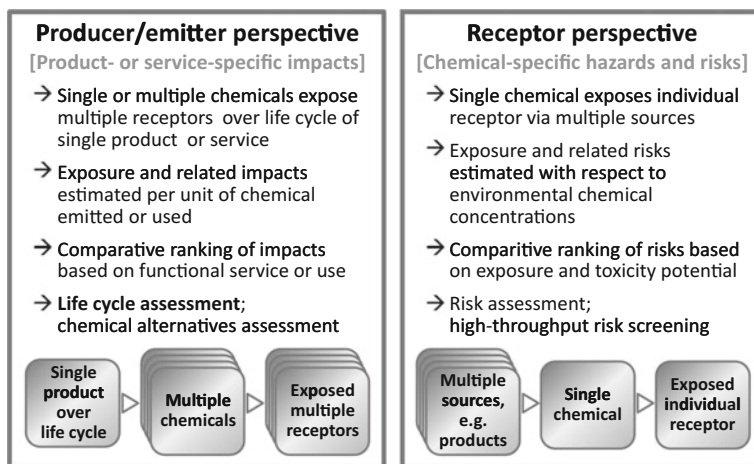 Producer/emitter perspective
[Product- or service-specific impacts]
→ Single or multiple chemicals expose
multiple receptors over life cycle of
single product or service
→ Exposure and related impacts
estimated per unit of chemical
emitted or used
→ Comparative ranking of impacts
based on functional service or use
→ Life cycle assessment;
chemical alternatives assessment
Single
product
over
life cycle
Multiple
chemicals
Exposed
multiple
receptors
Receptor perspective
[Chemical-specific hazards and risks]
→ Single chemical exposes individual
receptor via multiple sources
→ Exposure and related risks
estimated with respect to
environmental chemical
concentrations
→ Comparitive ranking of risks based
on exposure and toxicity potential
→ Risk assessment;
high-throughput risk screening
Multiple
sources,
e.g.
products
Single
chemical
Exposed
individual
receptor